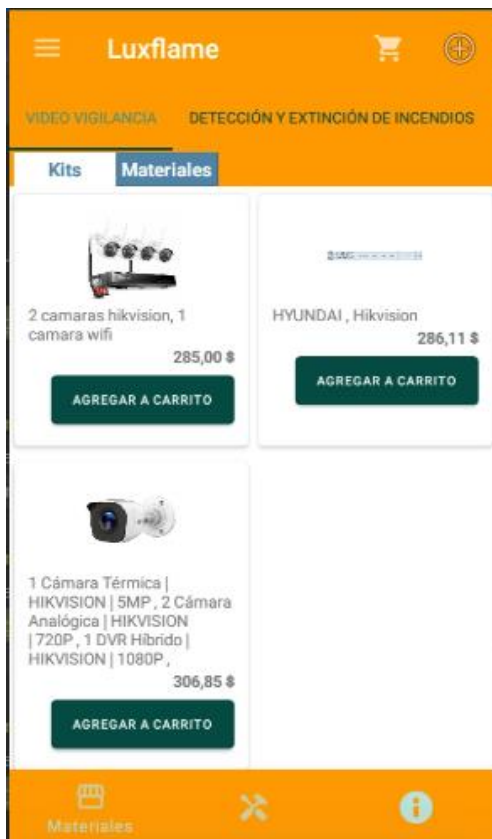 Luxflame
VIDEO VIGILANCIA
DETECCIÓN Y EXTINCIÓN DE INCENDIOS
Kits
Materiales
2 camaras hikvision, 1
camara wifi
285,00 $
AGREGAR A CARRITO
HYUNDAI , Hikvision
286,11 $
AGREGAR A CARRITO
1 Cámara Térmica |
HIKVISION | 5MP , 2 Cámara
Analógica | HIKVISION
| 720P , 1 DVR Híbrido |
HIKVISION | 1080P ,
306,85 $
AGREGAR A CARRITO
Materiales